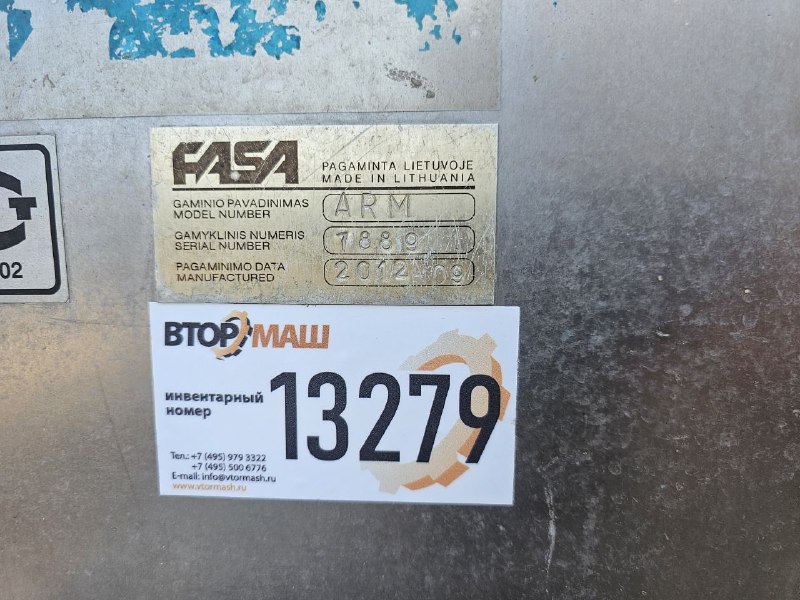 FASA
PAGAMINTA LIETUVOJE
MADE IN LITHUANIA
GAMINIO PAVADINIMAS
MODEL NUMBER
ARM
GAMYKLINIS NUMERIS
SERIAL NUMBER
1889
PAGAMINIMO DATA
MANUFACTURED
2012 09
02
ВТОРМАШ
инвентарный
номер
13279
Тел.: +7 (495) 979 3322
+7 (495) 500 6776
E-mail: info@vtormash.ru
www.vtormash.ru